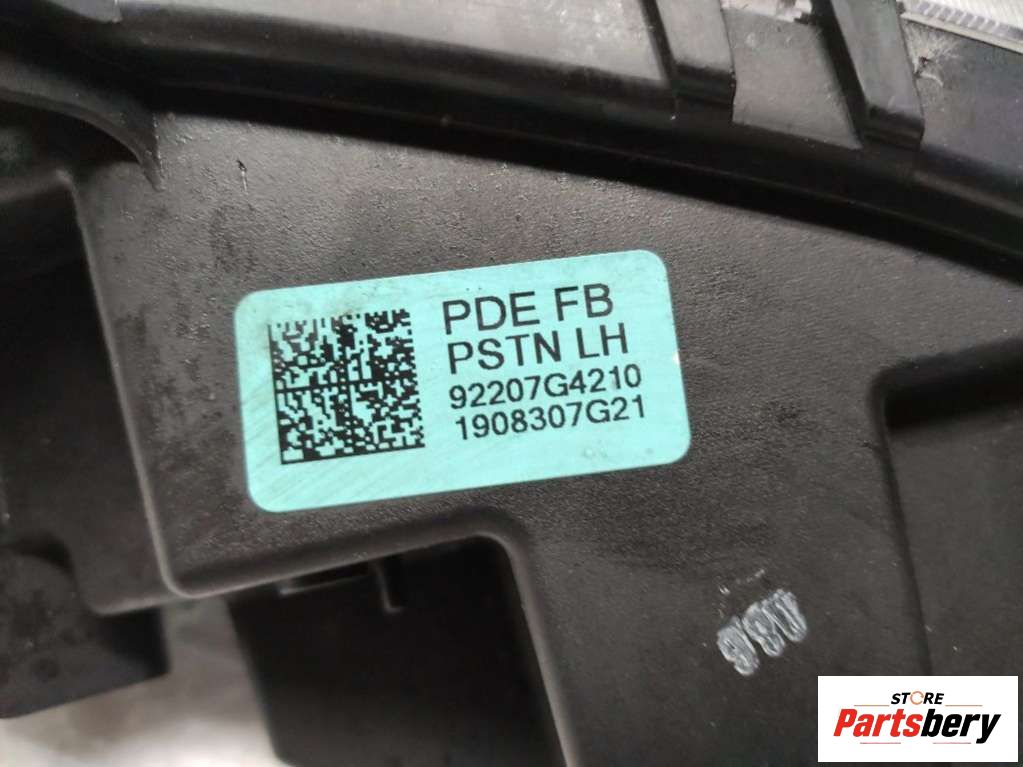 PDE FB
PSTN LH
92207G4210
1908307G21
STORE
Partsbery